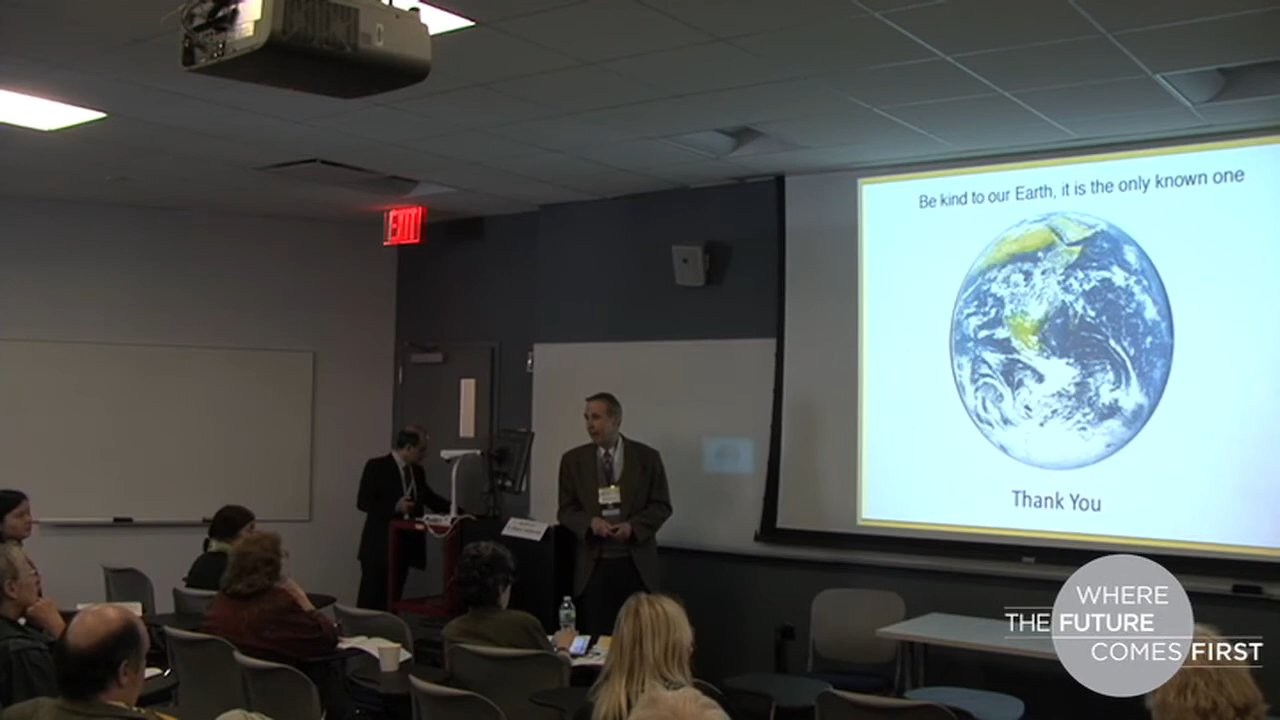 EXIT
Be kind to our Earth, it is the only known one
Thank You
WHERE
THE FUTURE
COMES FIRST